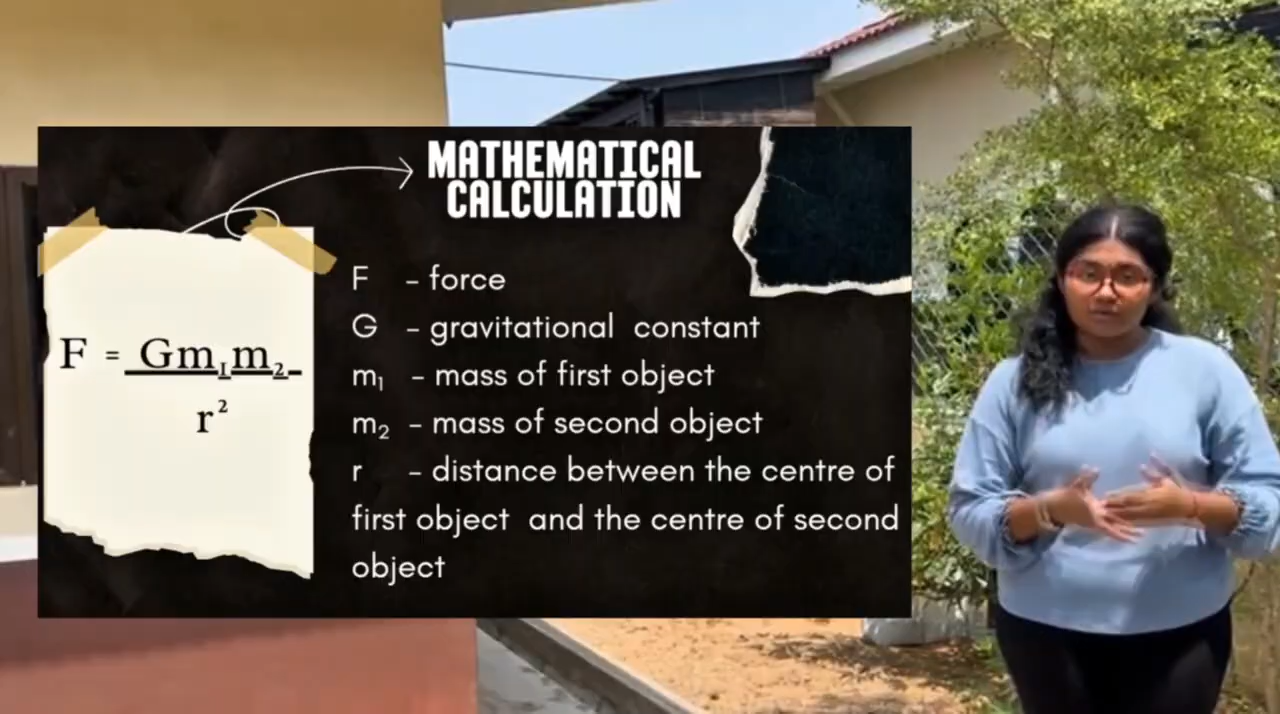 MATHEMATICAL
CALCULATION
F = Gm₁m₂
r²
F – force
G – gravitational constant
m₁ – mass of first object
m₂ – mass of second object
r – distance between the centre of
first object and the centre of second
object